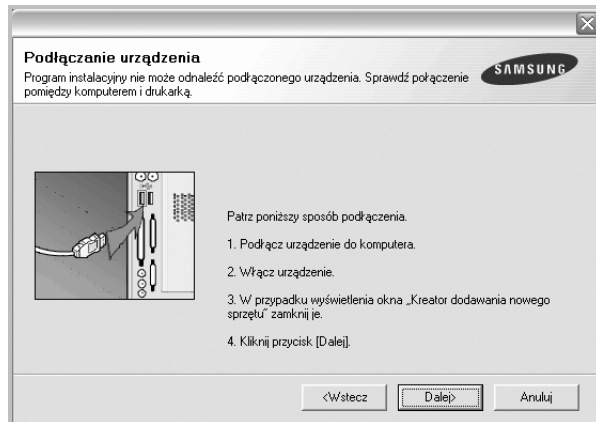 Podłączanie urządzenia
Program instalacyjny nie może odnaleźć podłączonego urządzenia. Sprawdź połączenie
pomiędzy komputerem i drukarką.
SAMSUNG
Patrz poniższy sposób podłączenia.
1. Podłącz urządzenie do komputera.
2. Włącz urządzenie.
3. W przypadku wyświetlenia okna „Kreator dodawania nowego
sprzętu” zamknij je.
4. Kliknij przycisk [Dalej].
<Wstecz
Dalej>
Anuluj